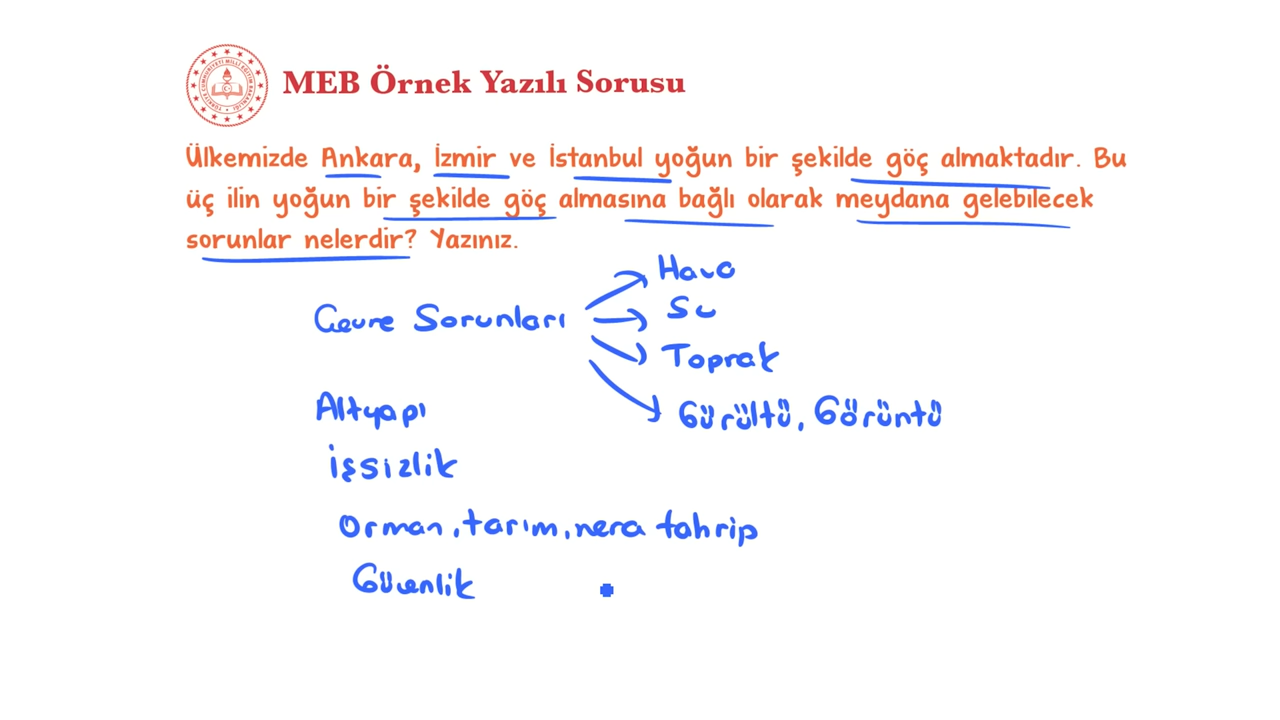 MEB Örnek Yazılı Sorusu
Ülkemizde Ankara, İzmir ve İstanbul yoğun bir şekilde göç almaktadır. Bu
üç ilin yoğun bir şekilde göç almasına bağlı olarak meydana gelebilecek
sorunlar nelerdir? Yazınız.
Çevre Sorunları
Hava
Su
Toprak
Gürültü, Görüntü
Altyapı
İşsizlik
Orman, tarım, mera tahrip
Güvenlik